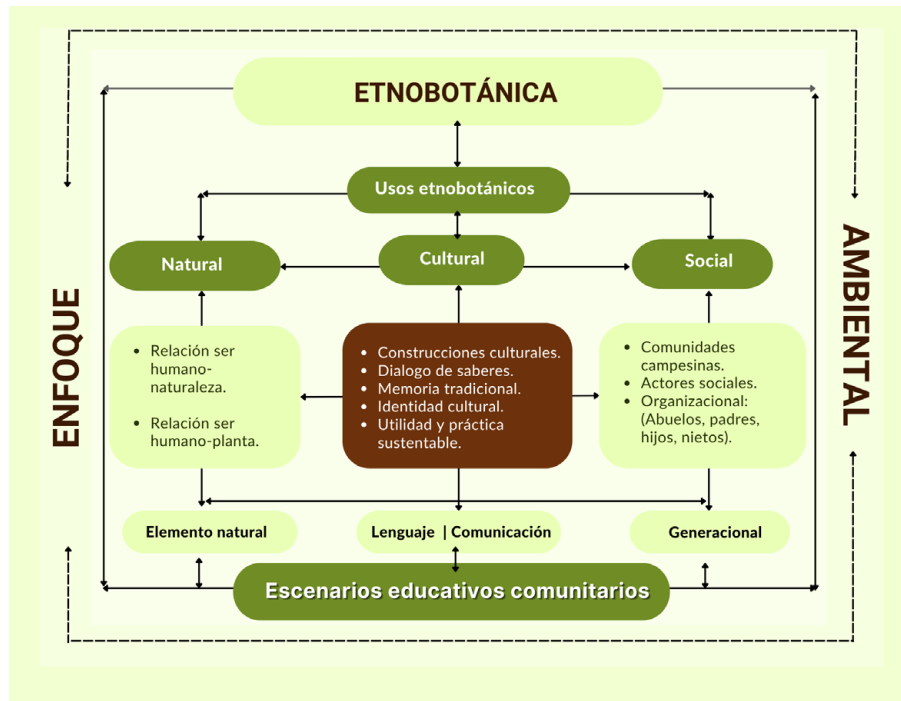 ETNOBOTÁNICA
Usos etnobotánicos
Natural
Cultural
Social
ENFOQUE
AMBIENTAL
• Relación ser
humano-
naturaleza.
• Relación ser
humano-planta.
• Construcciones culturales.
• Dialogo de saberes.
• Memoria tradicional.
• Identidad cultural.
• Utilidad y práctica
sustentable.
• Comunidades
campesinas.
• Actores sociales.
• Organizacional:
(Abuelos, padres,
hijos, nietos).
Elemento natural
Lenguaje | Comunicación
Generacional
Escenarios educativos comunitarios